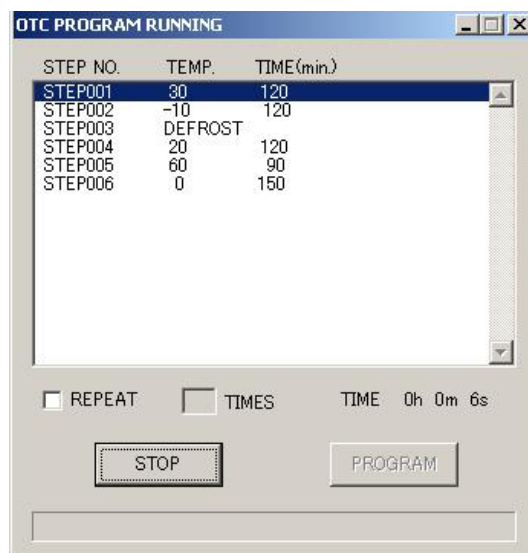 OTC PROGRAM RUNNING
STEP NO. TEMP. TIME(min.)
STEP001 30 120
STEP002 -10 120
STEP003 DEFROST
STEP004 20 120
STEP005 60 90
STEP006 0 150
REPEAT TIMES TIME 0h 0m 6s
STOP PROGRAM